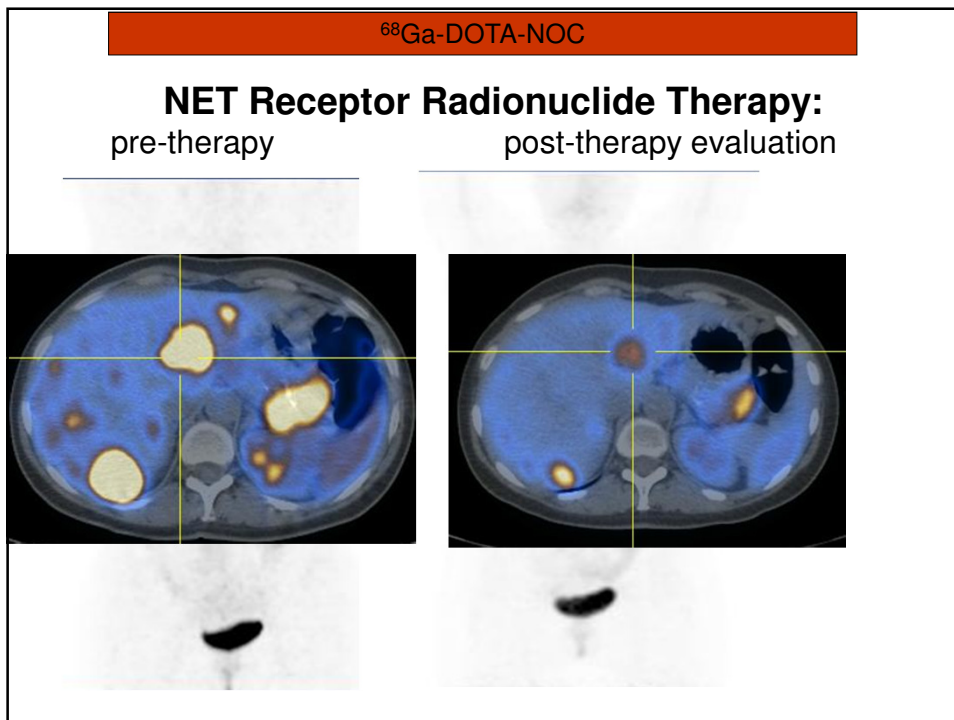 ⁶⁸Ga-DOTA-NOC
NET Receptor Radionuclide Therapy:
pre-therapy post-therapy evaluation